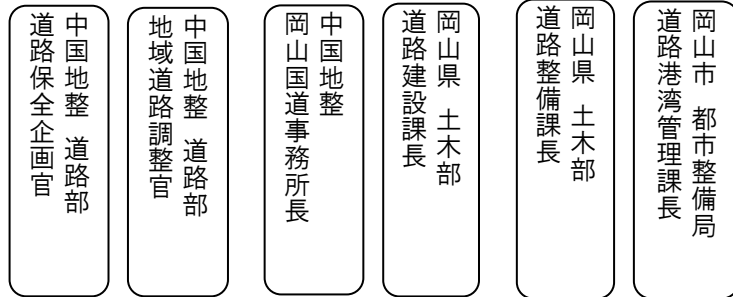 中国地整 道路部
道路保全企画官
中国地整 道路部
地域道路調整官
中国地整
岡山国道事務所長
岡山県 土木部
道路建設課長
岡山県 土木部
道路整備課長
岡山市 都市整備局
道路港湾管理課長